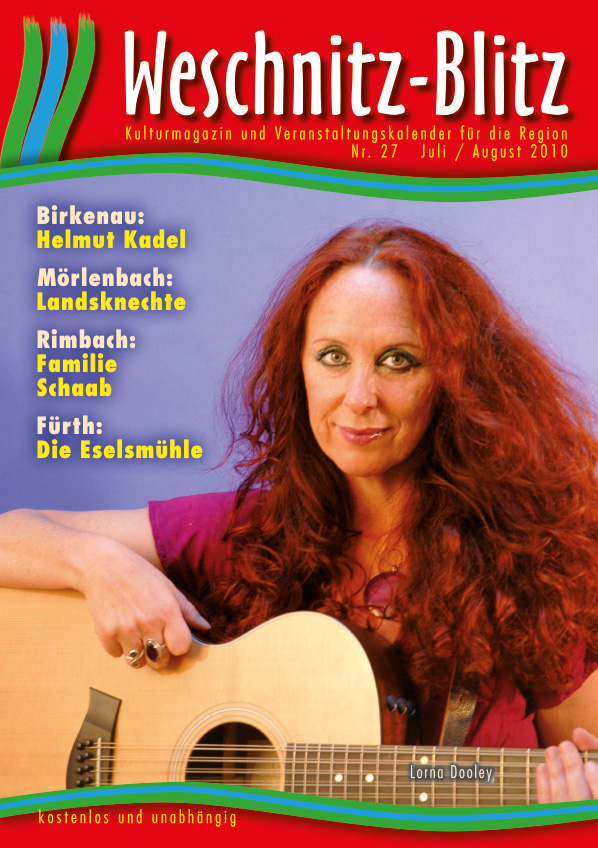 Weschnitz-Blitz
Kulturmagazin und Veranstaltungskalender für die Region
Nr. 27 Juli / August 2010
Birkenau:
Helmut Kadel
Mörlenbach:
Landsknechte
Rimbach:
Familie
Schaab
Fürth:
Die Eselsmühle
Lorna Dooley
kostenlos und unabhängig